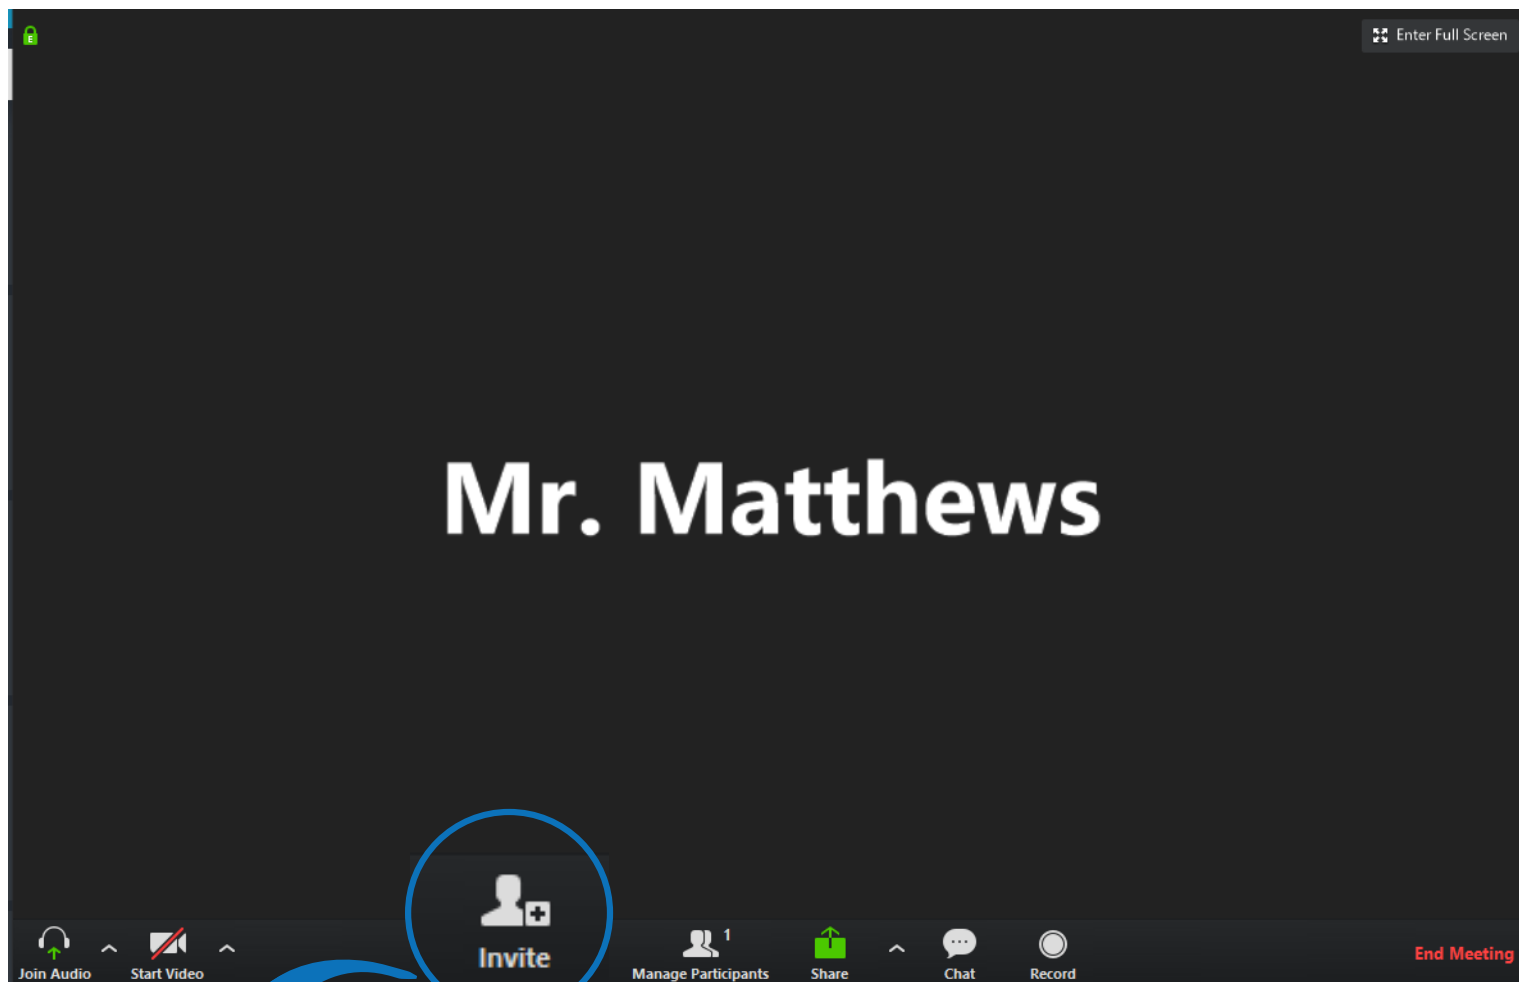 E
Enter Full Screen
Mr. Matthews
Invite
1
Join Audio
Start Video
Manage Participants
Share
Chat
Record
End Meeting